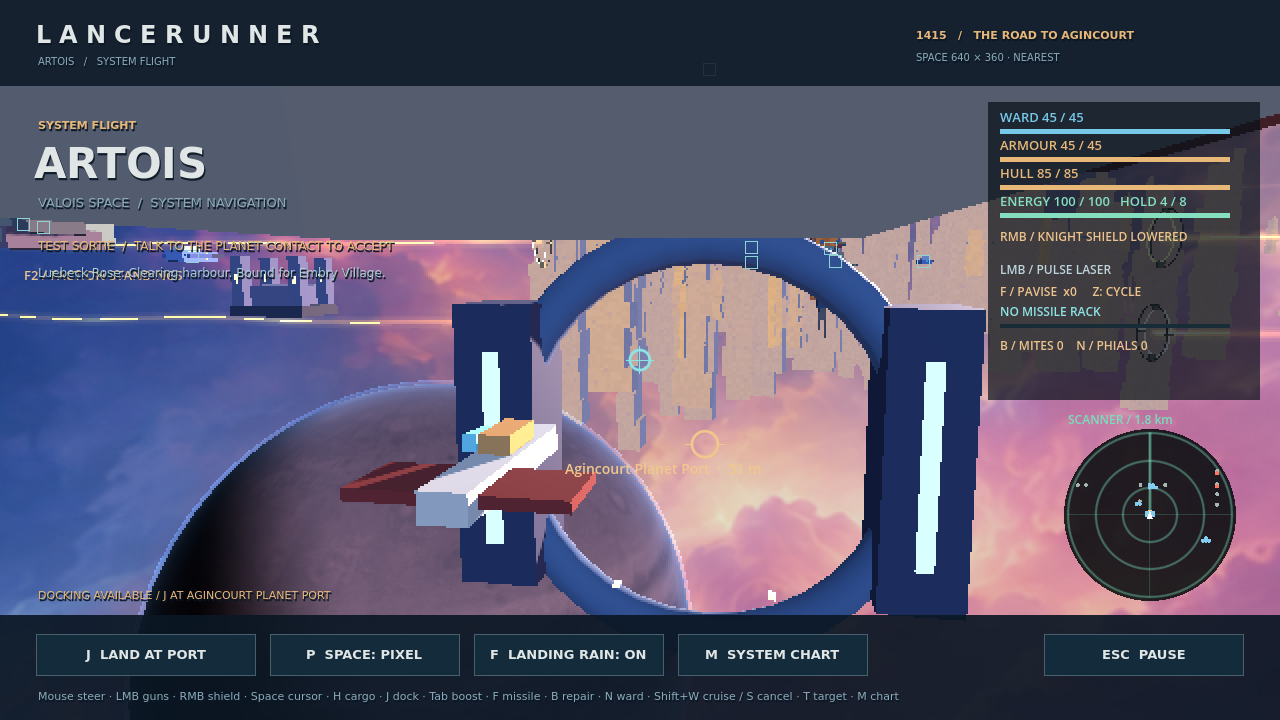 LANCERUNNER
ARTOIS / SYSTEM FLIGHT
1415 / THE ROAD TO AGINCOURT
SPACE 640 × 360 · NEAREST
SYSTEM FLIGHT
ARTOIS
VALOIS SPACE / SYSTEM NAVIGATION
TEST SORTIE / TALK TO THE PLANET CONTACT TO ACCEPT
Luebeck Rose: Clearing harbour. Bound for Embry Village.
WARD 45 / 45
ARMOUR 45 / 45
HULL 85 / 85
ENERGY 100 / 100 HOLD 4 / 8
RMB / KNIGHT SHIELD LOWERED
LMB / PULSE LASER
F / PAVISE x0 Z: CYCLE
NO MISSILE RACK
B / MITES 0 N / PHIALS 0
SCANNER / 1.8 km
Agincourt Planet Port
DOCKING AVAILABLE / J AT AGINCOURT PLANET PORT
J LAND AT PORT
P SPACE: PIXEL
F LANDING RAIN: ON
M SYSTEM CHART
ESC PAUSE
Mouse steer · LMB guns · RMB shield · Space cursor · H cargo · J dock · Tab boost · F missile · B repair · N ward · Shift+W cruise / S cancel · T target · M chart